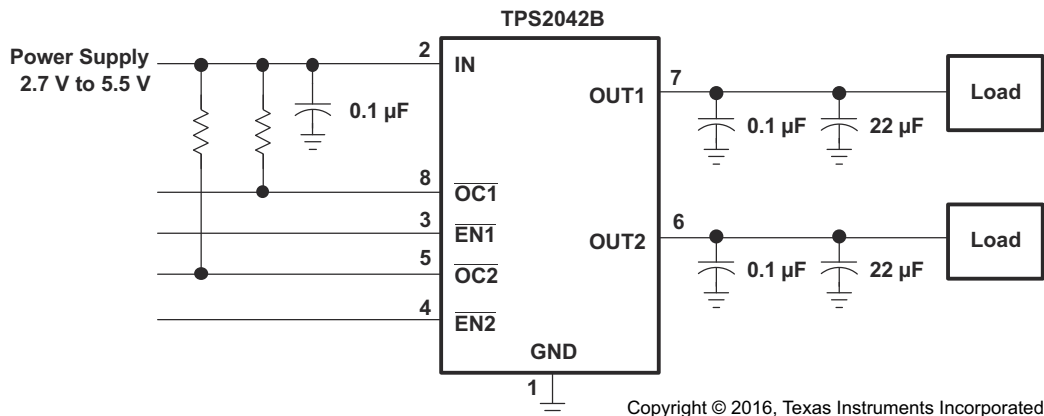 TPS2042B
Power Supply
2.7 V to 5.5 V
2
IN
0.1 µF
8
OC1
3
EN1
5
OC2
4
EN2
GND
1
OUT1
7
0.1 µF
22 µF
Load
OUT2
6
0.1 µF
22 µF
Load
Copyright © 2016, Texas Instruments Incorporated